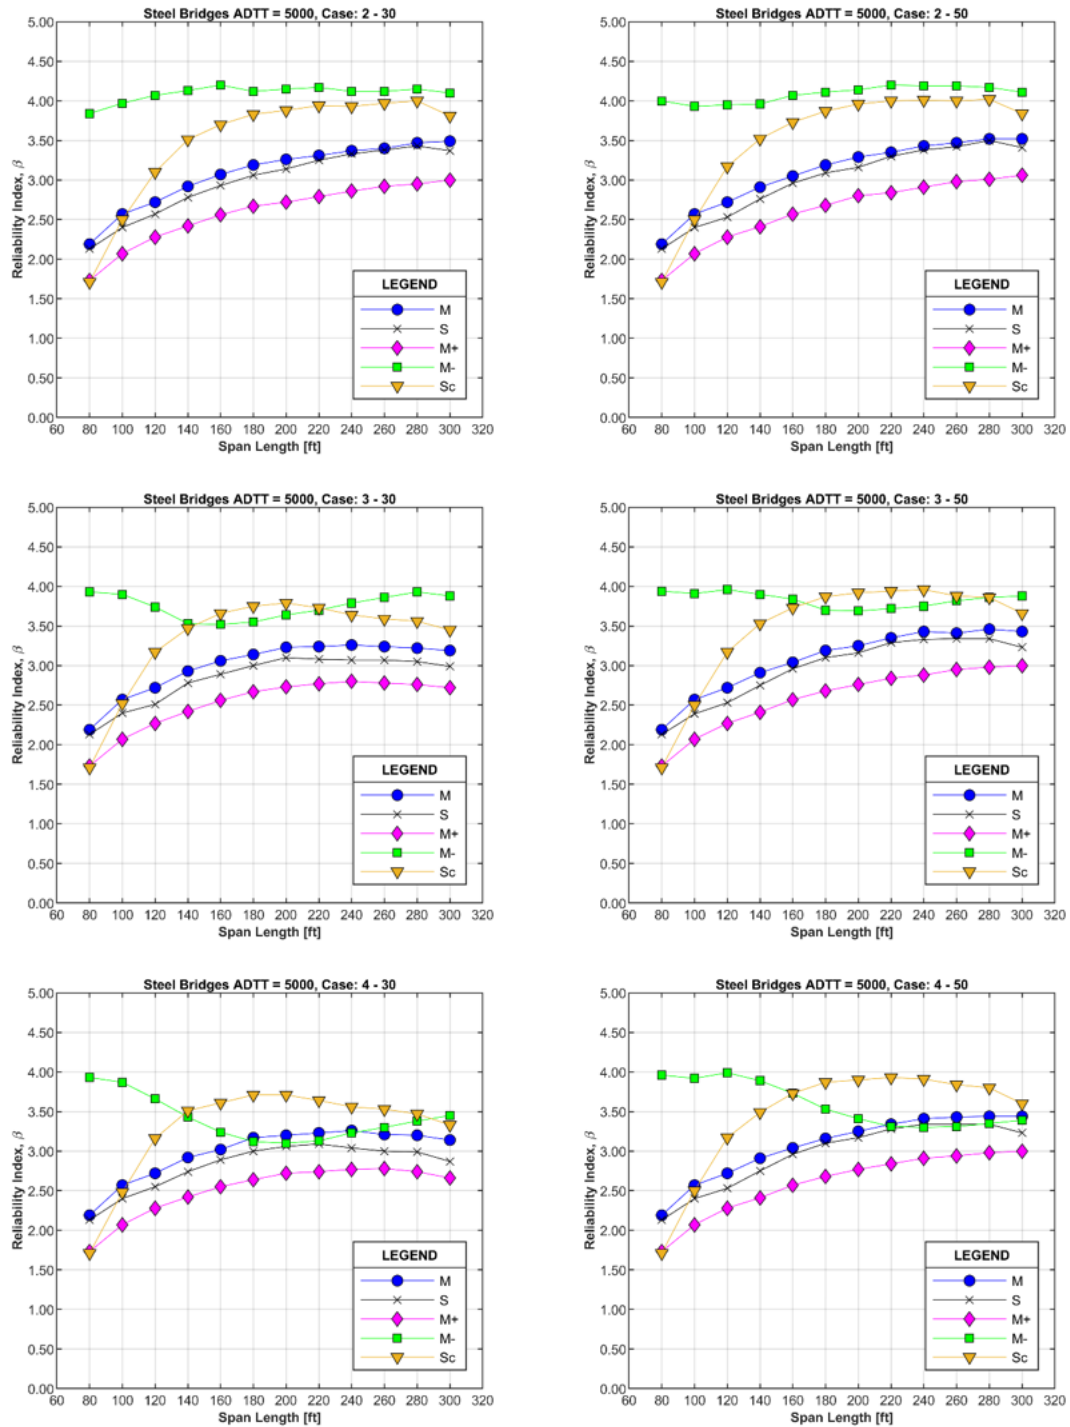 Steel Bridges ADTT = 5000, Case: 2 - 30
5.00
4.50
4.00
3.50
3.00
2.50
2.00
1.50
1.00
0.50
0.00
Reliability Index, β
LEGEND
M
S
M+
M-
Sc
60 80 100 120 140 160 180 200 220 240 260 280 300 320
Span Length [ft]
Steel Bridges ADTT = 5000, Case: 2 - 50
5.00
4.50
4.00
3.50
3.00
2.50
2.00
1.50
1.00
0.50
0.00
Reliability Index, β
LEGEND
M
S
M+
M-
Sc
60 80 100 120 140 160 180 200 220 240 260 280 300 320
Span Length [ft]
Steel Bridges ADTT = 5000, Case: 3 - 30
5.00
4.50
4.00
3.50
3.00
2.50
2.00
1.50
1.00
0.50
0.00
Reliability Index, β
LEGEND
M
S
M+
M-
Sc
60 80 100 120 140 160 180 200 220 240 260 280 300 320
Span Length [ft]
Steel Bridges ADTT = 5000, Case: 3 - 50
5.00
4.50
4.00
3.50
3.00
2.50
2.00
1.50
1.00
0.50
0.00
Reliability Index, β
LEGEND
M
S
M+
M-
Sc
60 80 100 120 140 160 180 200 220 240 260 280 300 320
Span Length [ft]
Steel Bridges ADTT = 5000, Case: 4 - 30
5.00
4.50
4.00
3.50
3.00
2.50
2.00
1.50
1.00
0.50
0.00
Reliability Index, β
LEGEND
M
S
M+
M-
Sc
60 80 100 120 140 160 180 200 220 240 260 280 300 320
Span Length [ft]
Steel Bridges ADTT = 5000, Case: 4 - 50
5.00
4.50
4.00
3.50
3.00
2.50
2.00
1.50
1.00
0.50
0.00
Reliability Index, β
LEGEND
M
S
M+
M-
Sc
60 80 100 120 140 160 180 200 220 240 260 280 300 320
Span Length [ft]